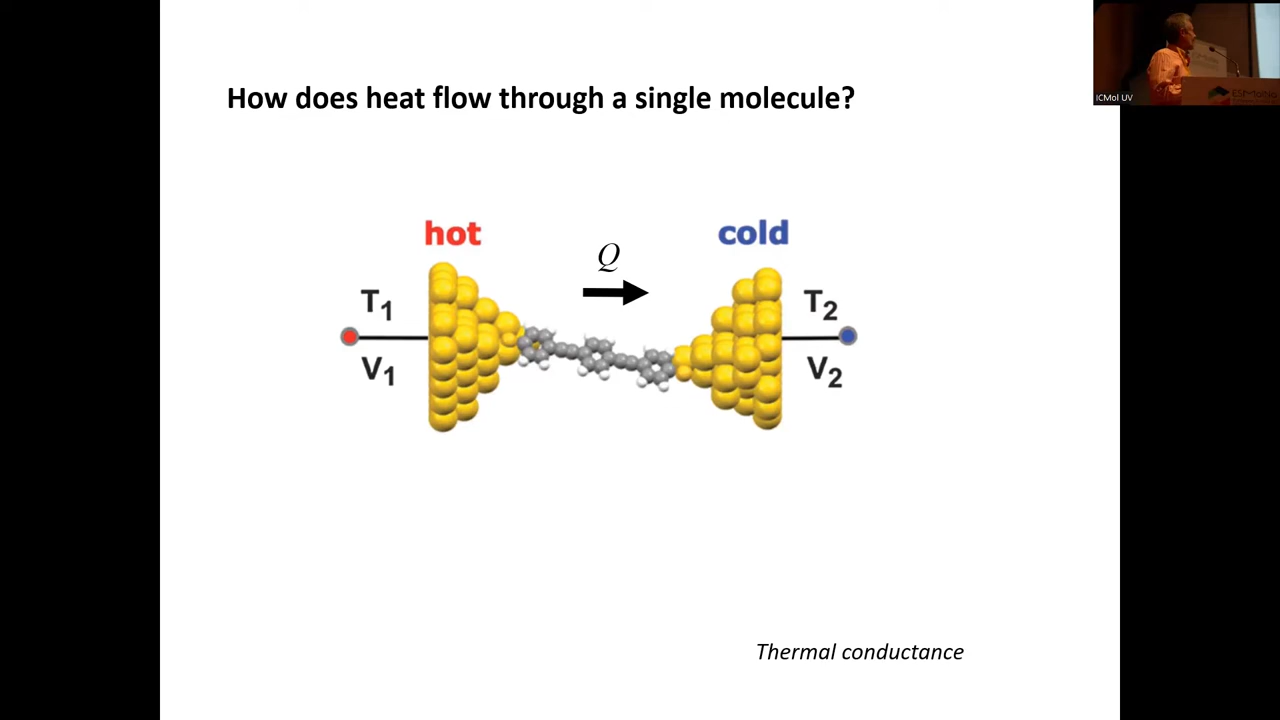 How does heat flow through a single molecule?
ICMol UV
hot
cold
Q
T1
T2
V1
V2
Thermal conductance